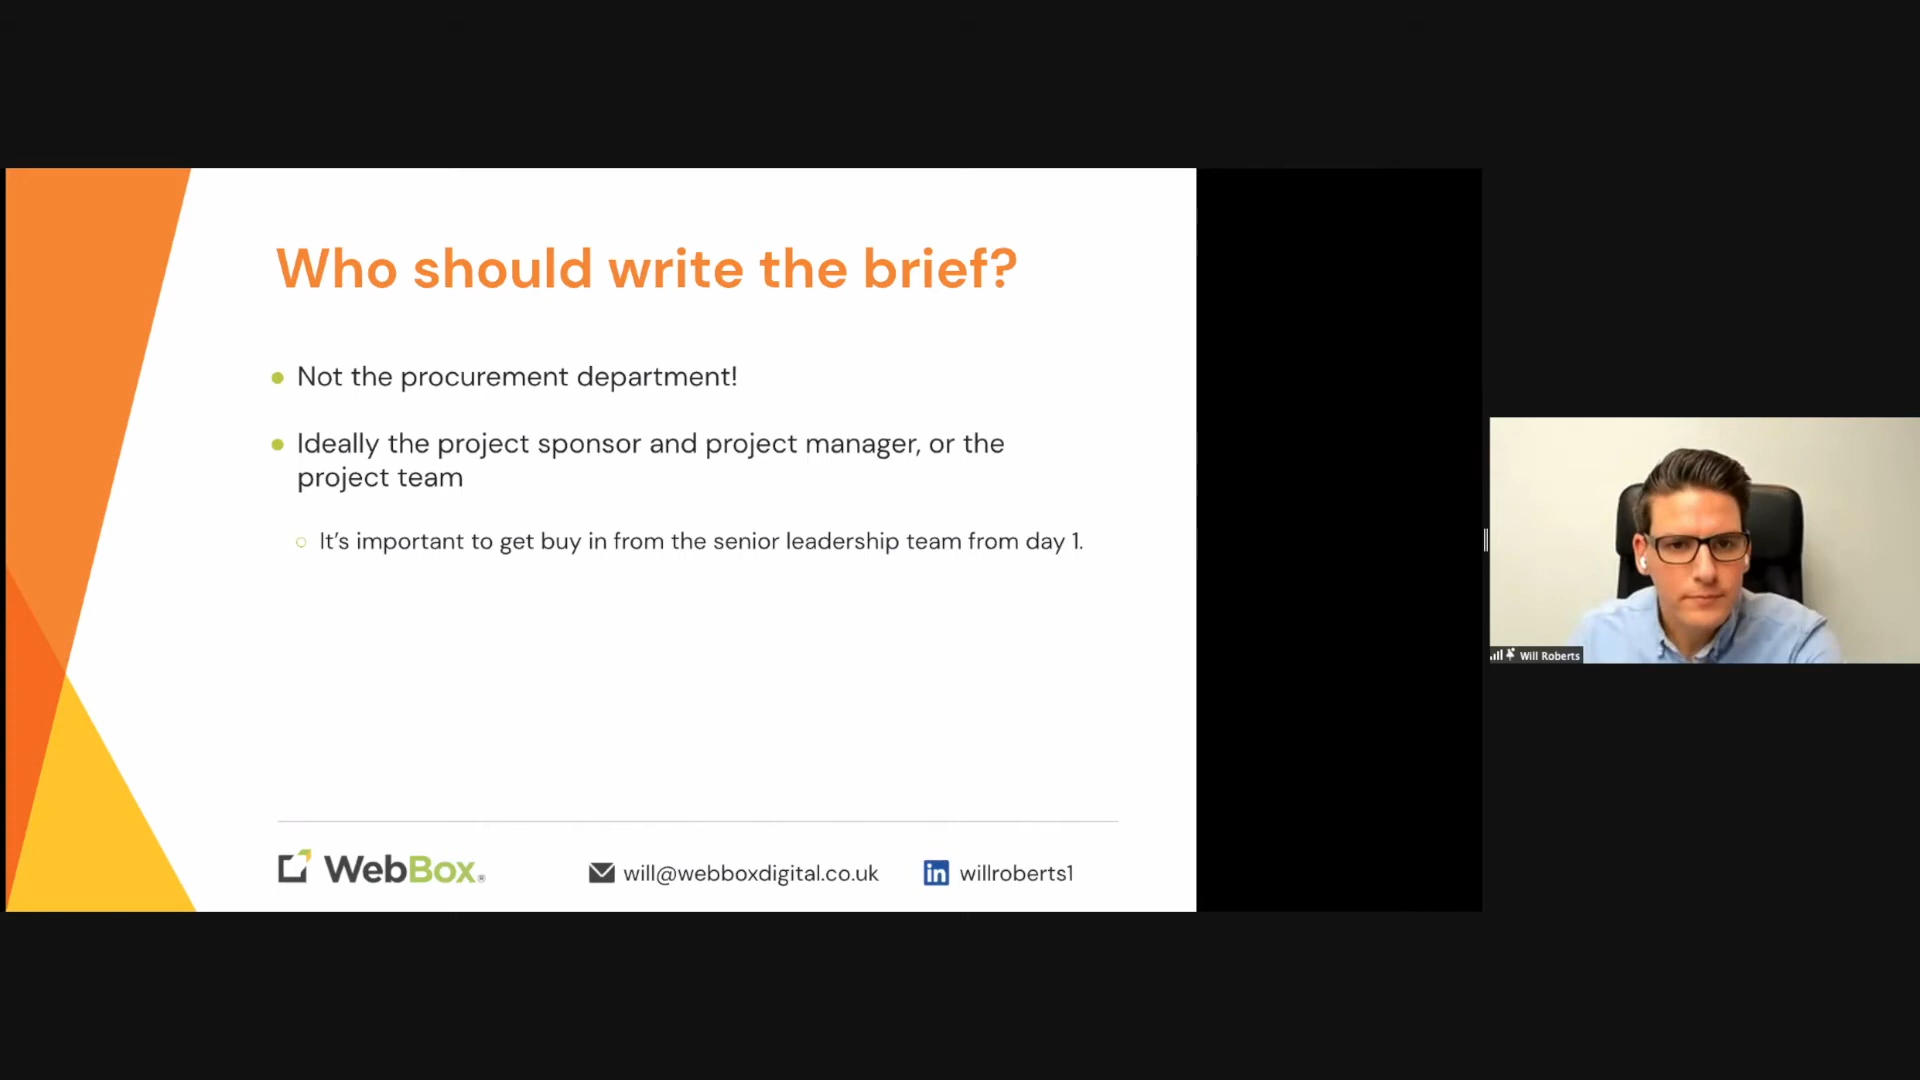 Who should write the brief?
Not the procurement department!
Ideally the project sponsor and project manager, or the
project team
It's important to get buy in from the senior leadership team from day 1.
WebBox®
will@webboxdigital.co.uk
in willroberts1
Will Roberts